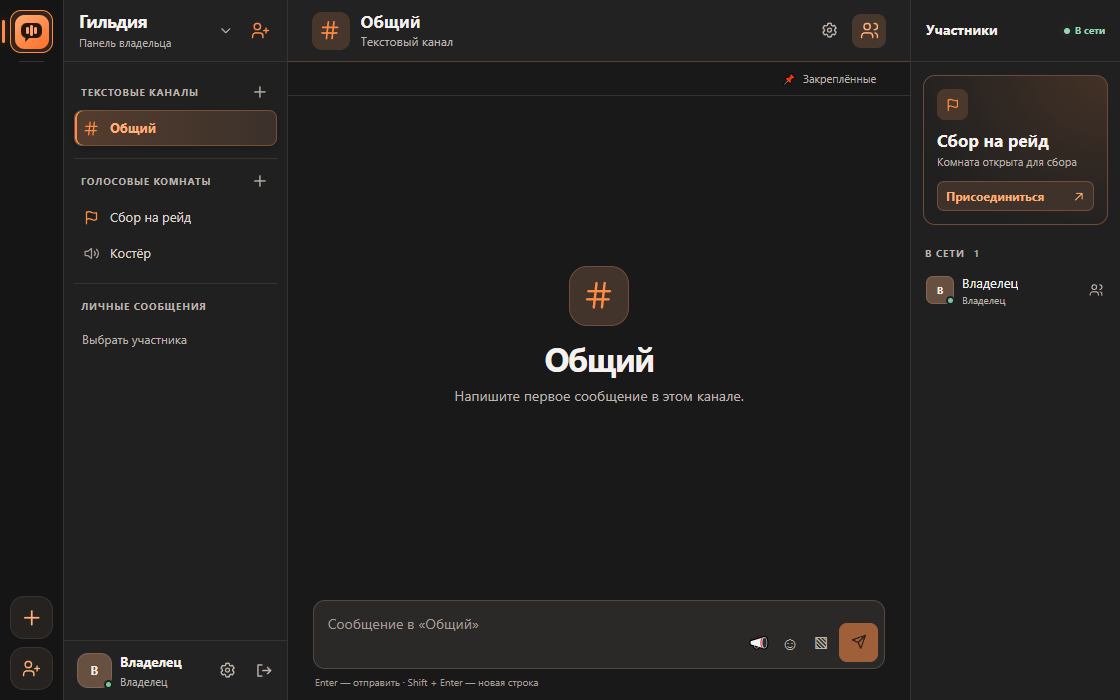 Гильдия
Панель владельца
ТЕКСТОВЫЕ КАНАЛЫ
Общий
ГОЛОСОВЫЕ КОМНАТЫ
Сбор на рейд
Костёр
ЛИЧНЫЕ СООБЩЕНИЯ
Выбрать участника
В
Владелец
Владелец
Общий
Текстовый канал
Закреплённые
Общий
Напишите первое сообщение в этом канале.
Сообщение в «Общий»
Enter — отправить · Shift + Enter — новая строка
Участники
В сети
Сбор на рейд
Комната открыта для сбора
Присоединиться
В СЕТИ 1
В
Владелец
Владелец